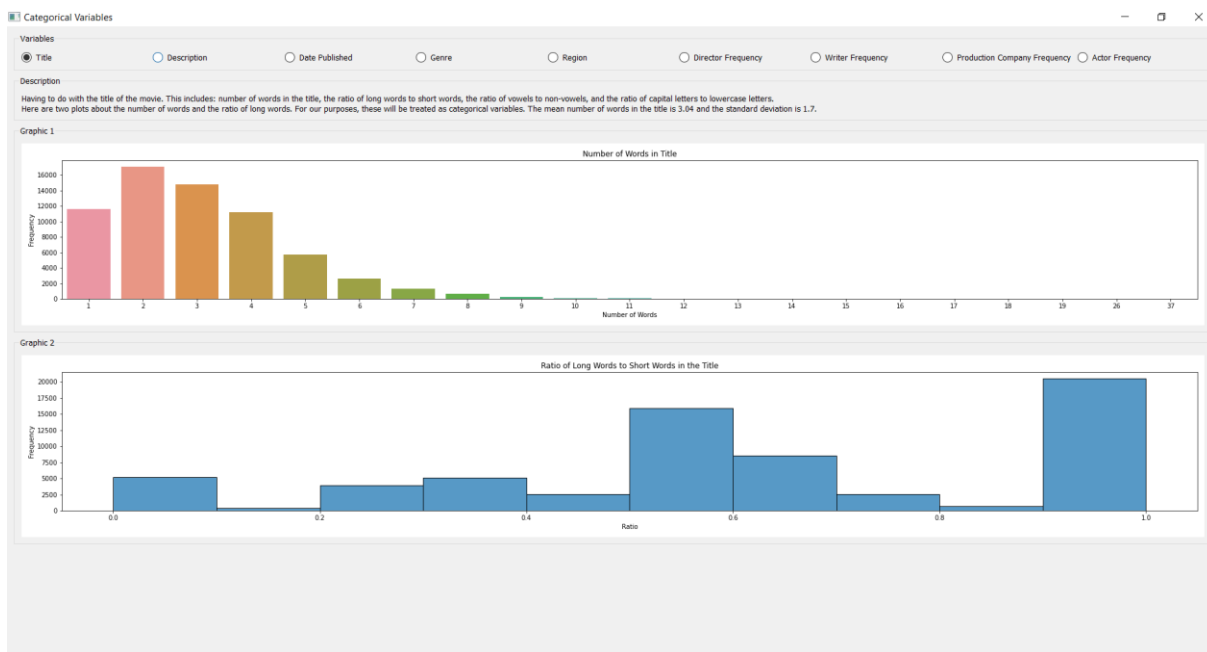 Categorical Variables
Variables
Title Description Date Published Genre Region Director Frequency Writer Frequency Production Company Frequency Actor Frequency
Description
Having to do with the title of the movie. This includes: number of words in the title, the ratio of long words to short words, the ratio of vowels to non-vowels, and the ratio of capital letters to lowercase letters.
Here are two plots about the number of words and the ratio of long words. For our purposes, these will be treated as categorical variables. The mean number of words in the title is 3.04 and the standard deviation is 1.7.
Graphic 1
Number of Words in Title
16000
14000
12000
10000
8000
6000
4000
2000
0
Frequency
1 2 3 4 5 6 7 8 9 10 11 12 13 14 15 16 17 18 19 26 37
Number of Words
Graphic 2
Ratio of Long Words to Short Words in the Title
20000
17500
15000
12500
10000
7500
5000
2500
0
Frequency
0.0 0.2 0.4 0.6 0.8 1.0
Ratio